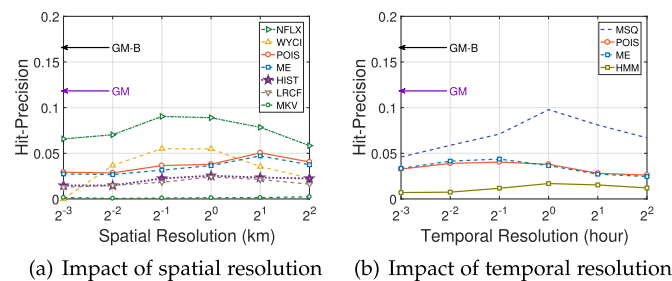 0.2
0.15
0.1
0.05
0
Hit-Precision
GM-B
GM
NFLX
WYCI
POIS
ME
HIST
LRCF
MKV
2^-3 2^-2 2^-1 2^0 2^1 2^2
Spatial Resolution (km)
(a) Impact of spatial resolution
0.2
0.15
0.1
0.05
0
Hit-Precision
GM-B
GM
MSQ
POIS
ME
HMM
2^-3 2^-2 2^-1 2^0 2^1 2^2
Temporal Resolution (hour)
(b) Impact of temporal resolution